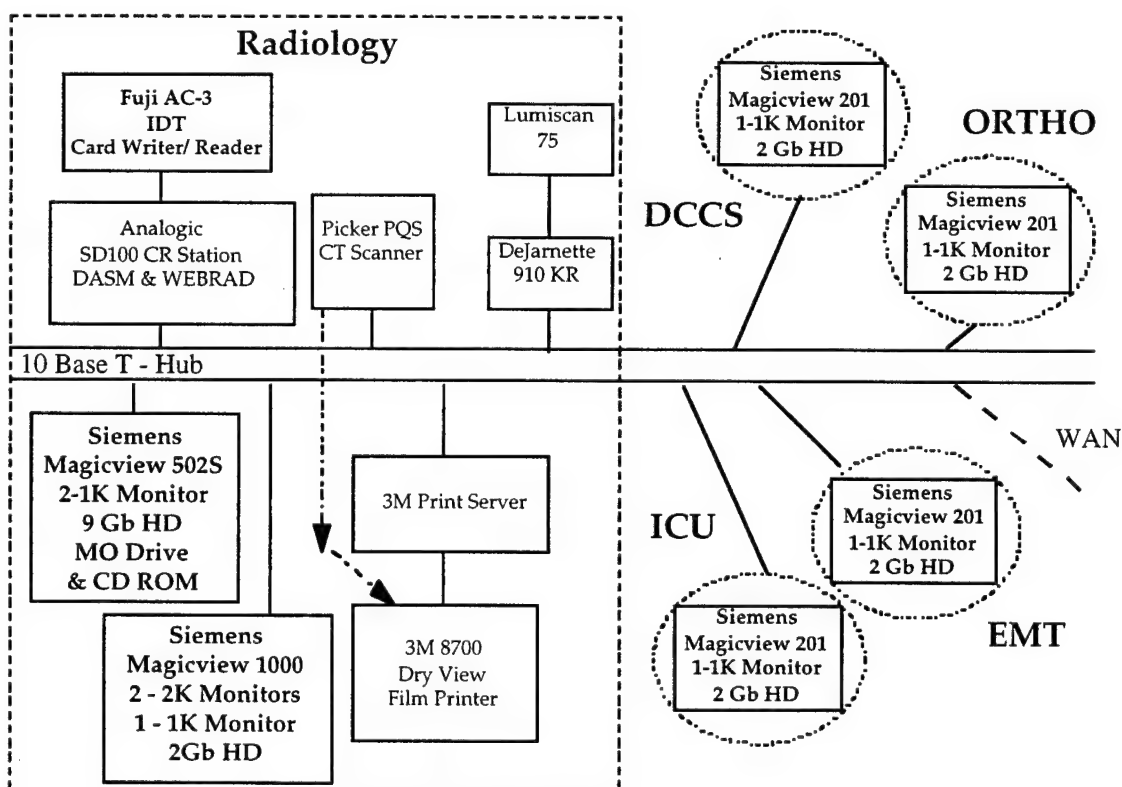 Radiology
Fuji AC-3
IDT
Card Writer/ Reader
Analogic
SD100 CR Station
DASM & WEBRAD
Picker PQS
CT Scanner
Lumiscan
75
DeJarnette
910 KR
Siemens
Magicview 201
1-1K Monitor
2 Gb HD
DCCS
ORTHO
Siemens
Magicview 201
1-1K Monitor
2 Gb HD
10 Base T - Hub
Siemens
Magicview 502S
2-1K Monitor
9 Gb HD
MO Drive
& CD ROM
Siemens
Magicview 1000
2 - 2K Monitors
1 - 1K Monitor
2Gb HD
3M Print Server
3M 8700
Dry View
Film Printer
WAN
ICU
Siemens
Magicview 201
1-1K Monitor
2 Gb HD
EMT
Siemens
Magicview 201
1-1K Monitor
2 Gb HD